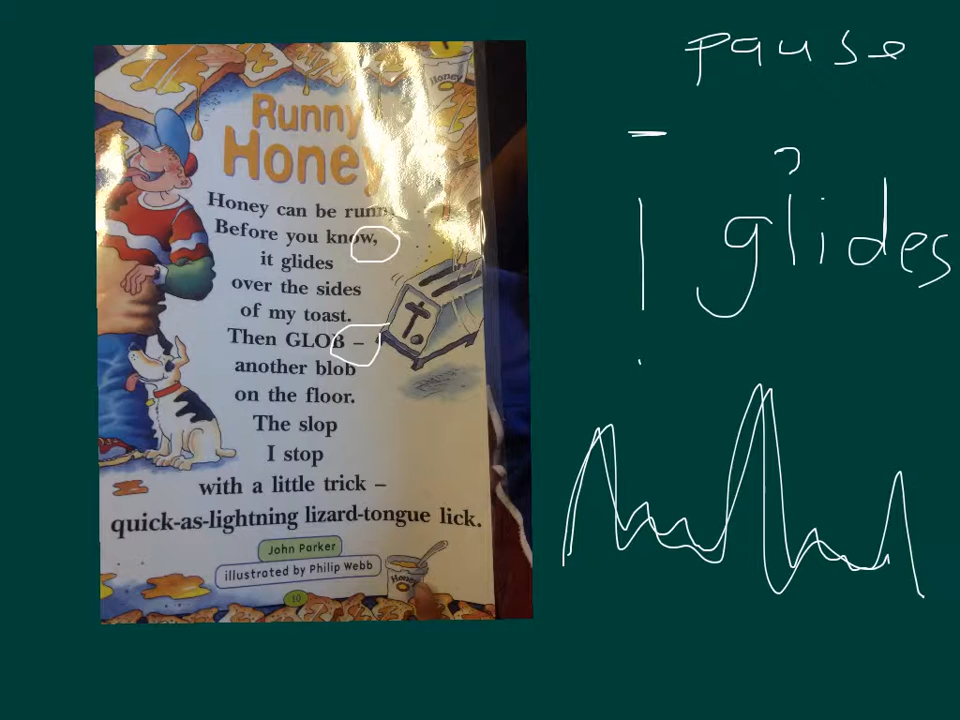 Runny
Honey
Honey can be runn
Before you know,
it glides
over the sides
of my toast.
Then GLOB –
another blob
on the floor.
The slop
I stop
with a little trick –
quick-as-lightning lizard-tongue lick.
John Parker
illustrated by Philip Webb
10
Honey
Honey
pause
glides